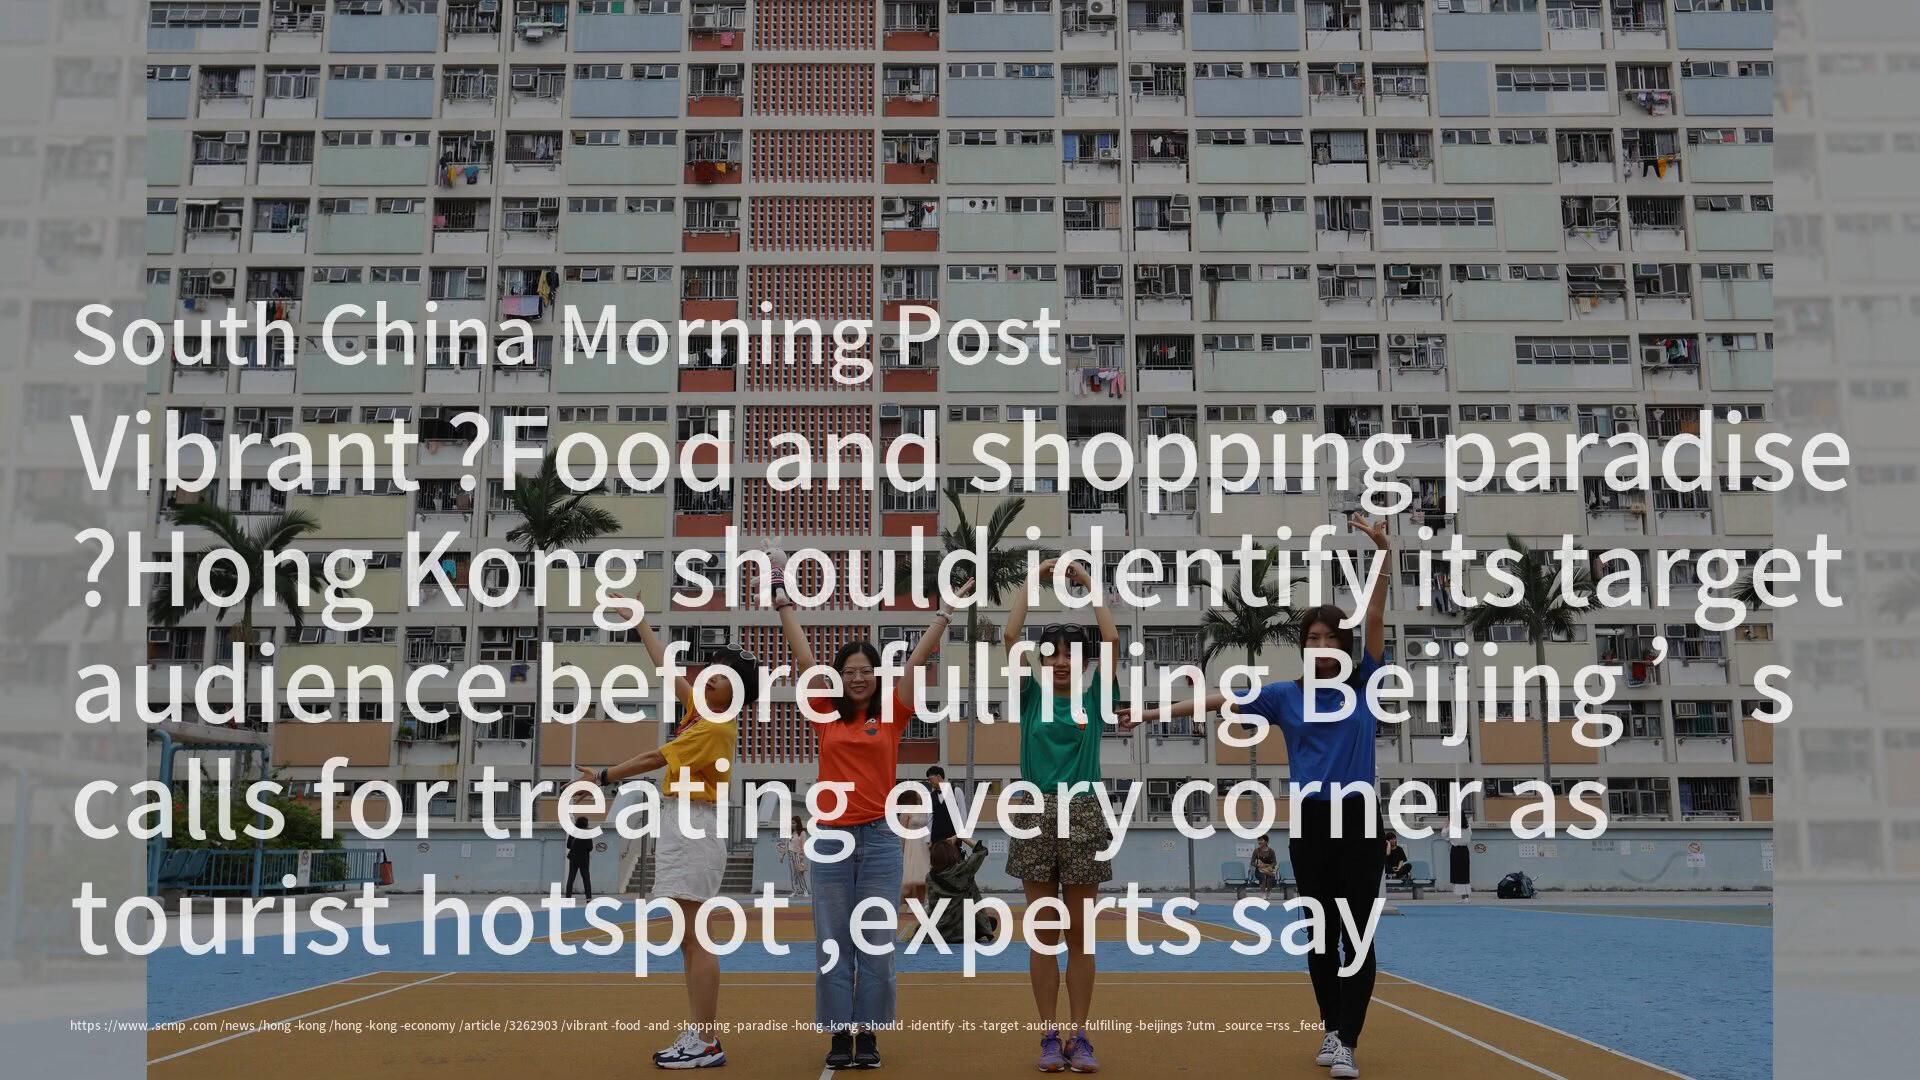 South China Morning Post
Vibrant ?Food and shopping paradise
?Hong Kong should identify its target
audience before fulfilling Beijing’ s
calls for treating every corner as
tourist hotspot ,experts say
https ://www .scmp .com /news /hong -kong /hong -kong -economy /article /3262903 /vibrant -food -and -shopping -paradise -hong -kong -should -identify -its -target -audience -fulfilling -beijings ?utm _source =rss _feed